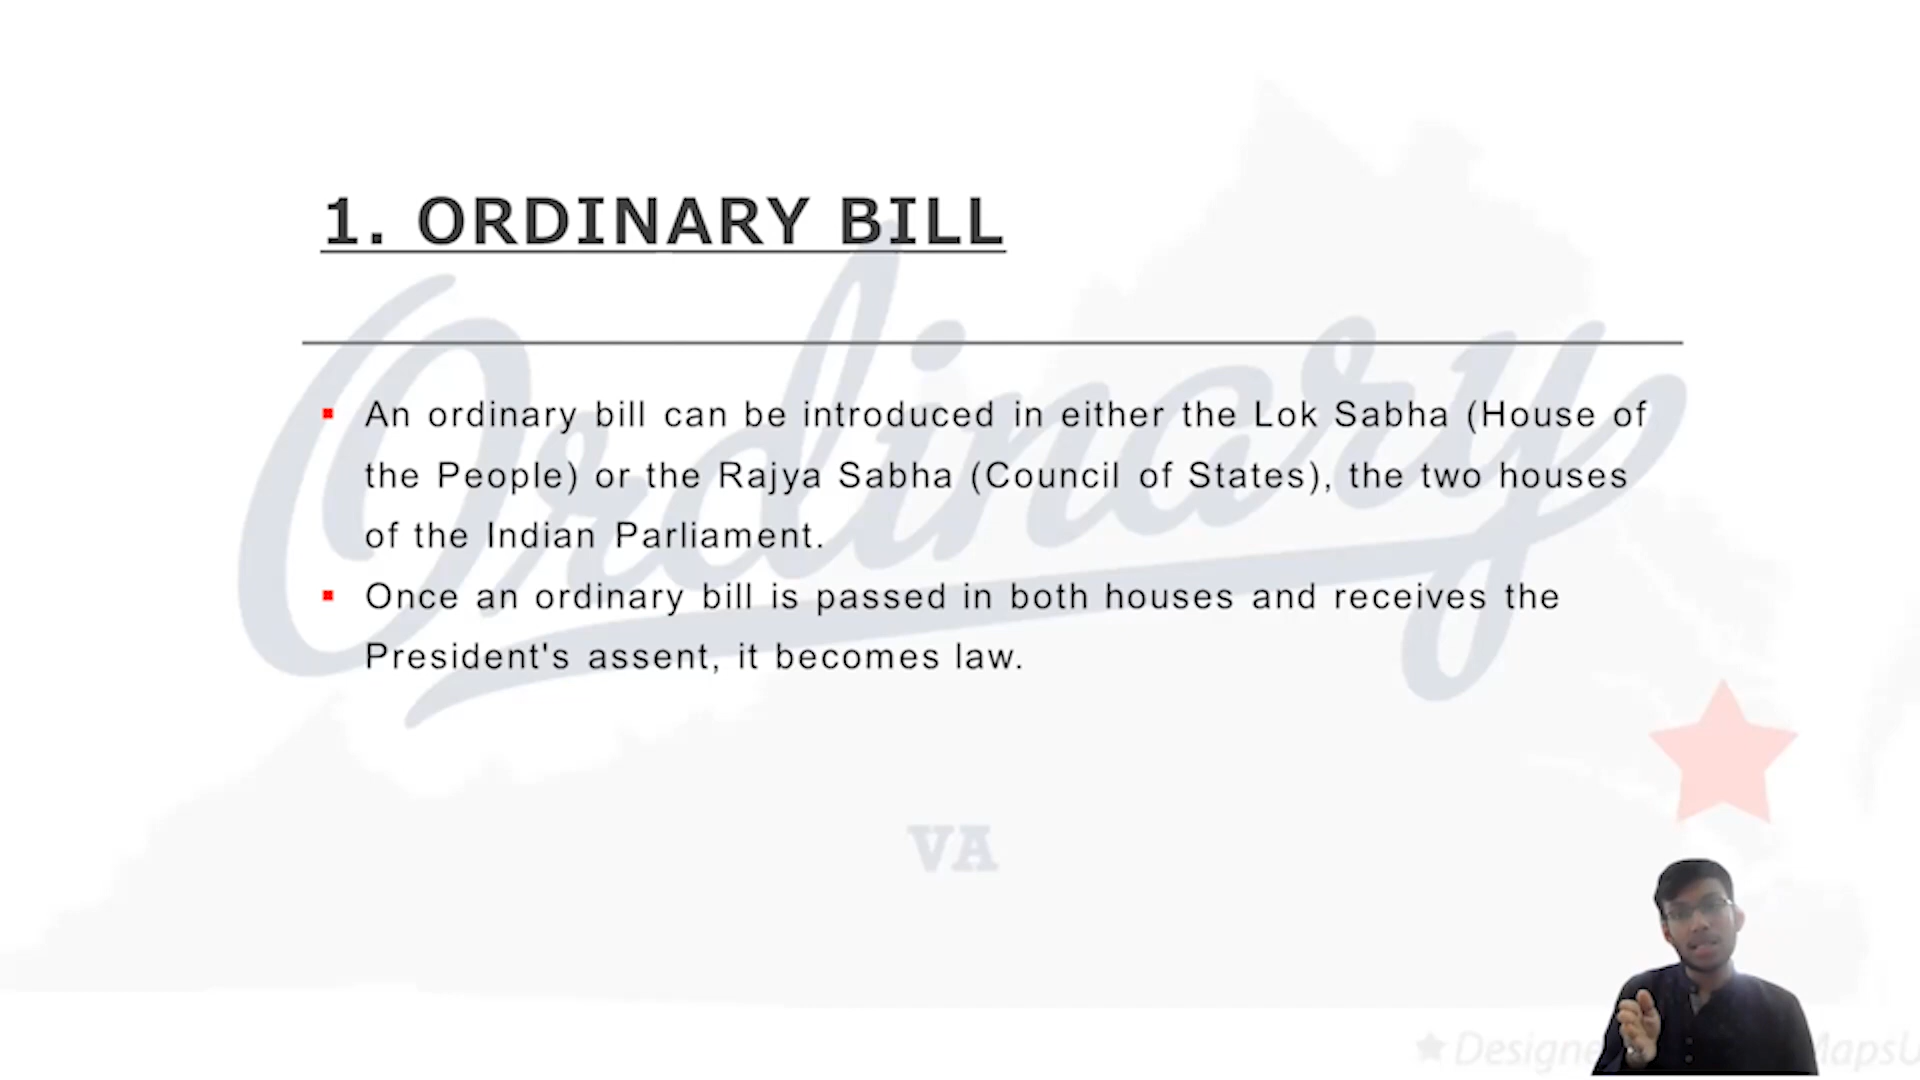 1. ORDINARY BILL
Ordinary
▪ An ordinary bill can be introduced in either the Lok Sabha (House of
the People) or the Rajya Sabha (Council of States), the two houses
of the Indian Parliament.
▪ Once an ordinary bill is passed in both houses and receives the
President's assent, it becomes law.
VA